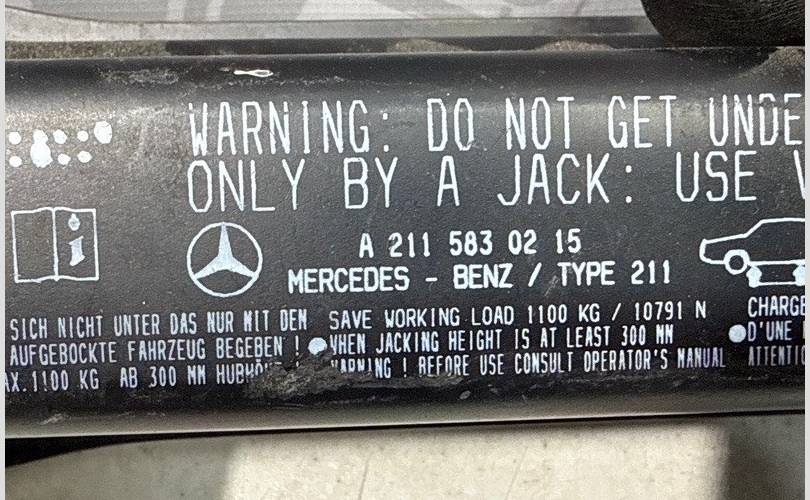 WARNING: DO NOT GET UNDE
ONLY BY A JACK: USE
A 211 583 02 15
MERCEDES - BENZ / TYPE 211
SICH NICHT UNTER DAS NUR MIT DEN
AUFGEBOCKTE FAHRZEUG BEGEBEN !
AX.1100 KG AB 300 MM
SAVE WORKING LOAD 1100 KG / 10791 N
WHEN JACKING HEIGHT IS AT LEAST 300 MM
WARNING ! BEFORE USE CONSULT OPERATOR'S MANUAL
CHARGE
D'UNE
ATTENTI